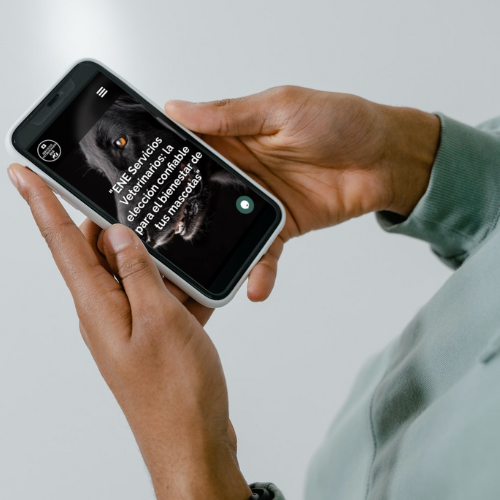 "ENE Servicios
Veterinarios: la
elección confiable
para el bienestar de
tus mascotas"